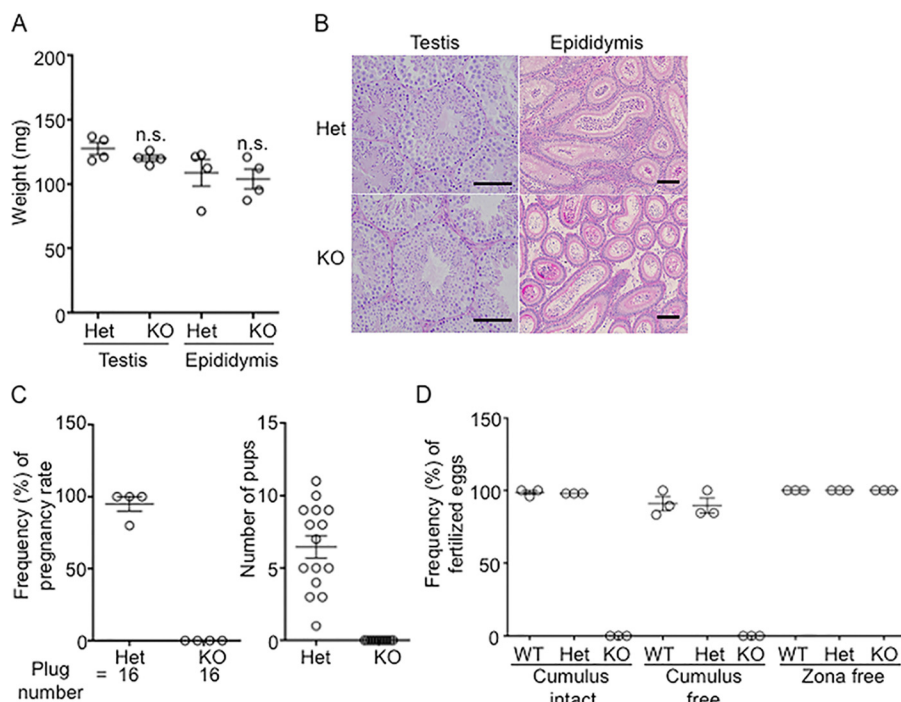 A
200
150
100
50
0
Weight (mg)
n.s.
n.s.
Het KO Het KO
Testis Epididymis
B
Testis Epididymis
Het
KO
C
150
100
50
0
Frequency (%) of
pregnancy rate
Het KO
Plug = 16 16
number
15
10
5
0
Number of pups
Het KO
D
150
100
50
0
Frequency (%) of
fertilized eggs
WT Het KO WT Het KO WT Het KO
Cumulus Cumulus Zona free
intact free